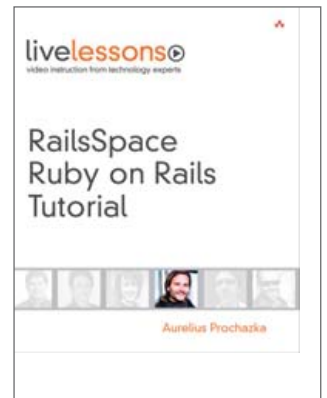 livelessons
video instruction from technology experts
RailsSpace
Ruby on Rails
Tutorial
Aurelius Prochazka